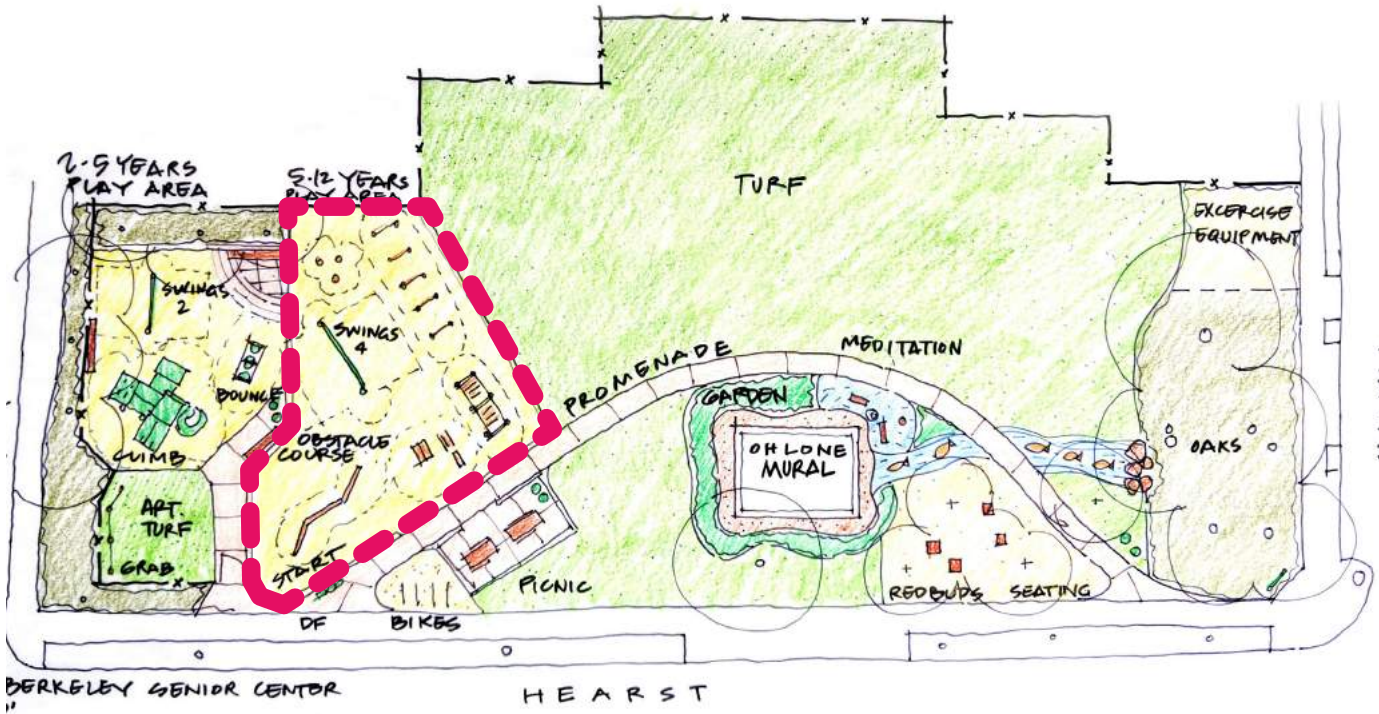 2-5 YEARS
PLAY AREA
5-12 YEARS
PLAY AREA
TURF
EXCERCISE
EQUIPMENT
SWINGS
2
SWINGS
4
BOUNCE
CLIMB
OBSTACLE
COURSE
ART.
TURF
GRAB
START
DF
BIKES
PICNIC
PROMENADE
MEDITATION
GARDEN
OHLONE
MURAL
OAKS
REDBUDS SEATING
BERKELEY SENIOR CENTER
HEARST